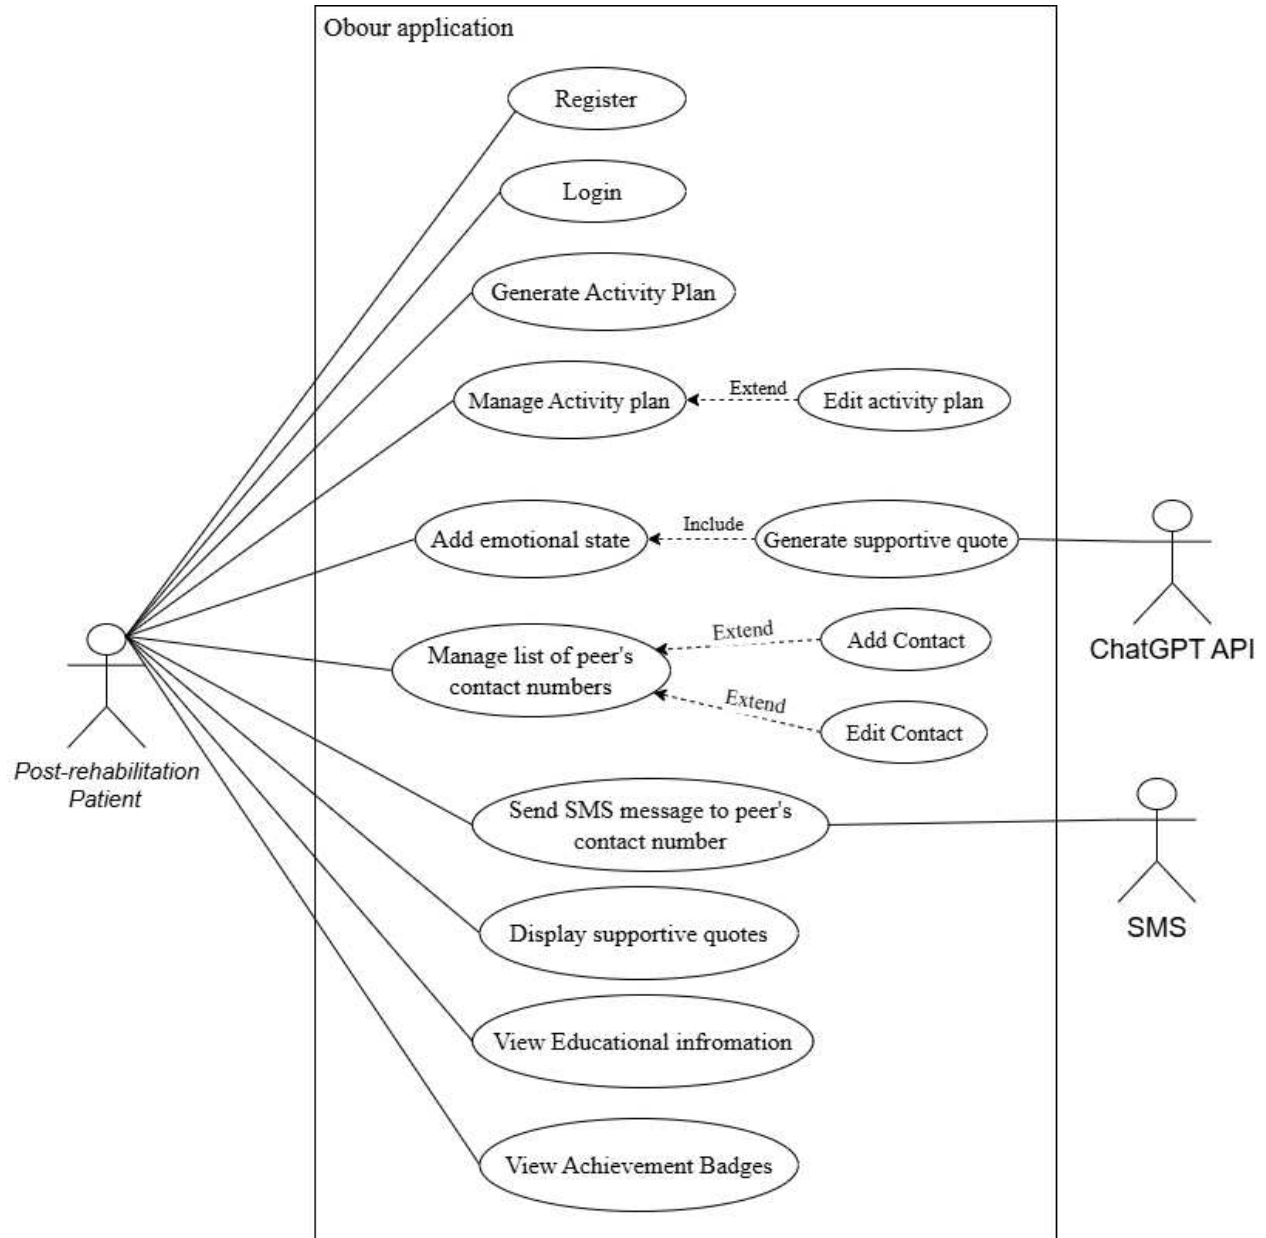 Obour application
Register
Login
Generate Activity Plan
Manage Activity plan
Extend
Edit activity plan
Add emotional state
Include
Generate supportive quote
ChatGPT API
Manage list of peer's
contact numbers
Extend
Add Contact
Extend
Edit Contact
Post-rehabilitation
Patient
Send SMS message to peer's
contact number
SMS
Display supportive quotes
View Educational infromation
View Achievement Badges